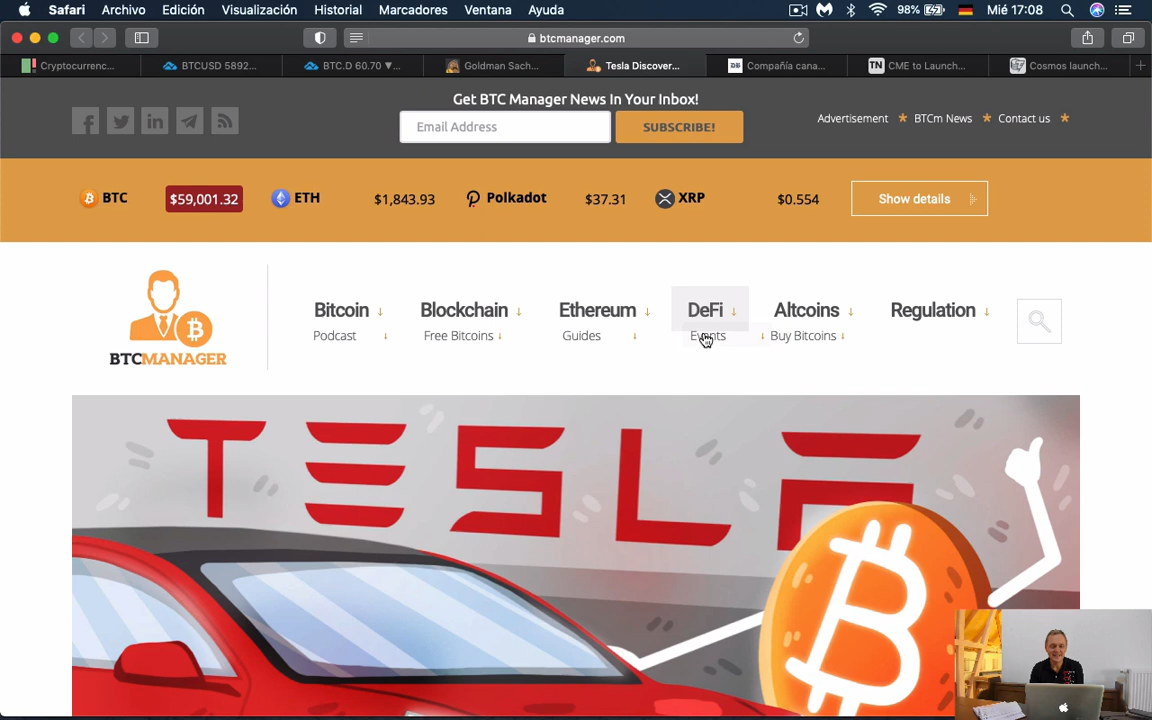 Safari Archivo Edición Visualización Historial Marcadores Ventana Ayuda 98% Mié 17:08
btcmanager.com
Cryptocurrenc... BTCUSD 5892... BTC.D 60.70 ▼... Goldman Sach... Tesla Discover... Compañía cana... CME to Launch... Cosmos launch...
Get BTC Manager News In Your Inbox!
Email Address SUBSCRIBE!
Advertisement * BTCm News * Contact us *
BTC $59,001.32 ETH $1,843.93 Polkadot $37.31 XRP $0.554 Show details
Bitcoin ↓ Blockchain ↓ Ethereum ↓ DeFi ↓ Altcoins ↓ Regulation ↓
Podcast ↓ Free Bitcoins ↓ Guides ↓ Events ↓ Buy Bitcoins ↓
BTCMANAGER
TESLA